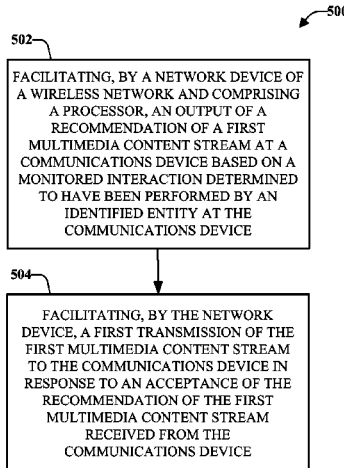 500
502
FACILITATING, BY A NETWORK DEVICE OF
A WIRELESS NETWORK AND COMPRISING
A PROCESSOR, AN OUTPUT OF A
RECOMMENDATION OF A FIRST
MULTIMEDIA CONTENT STREAM AT A
COMMUNICATIONS DEVICE BASED ON A
MONITORED INTERACTION DETERMINED
TO HAVE BEEN PERFORMED BY AN
IDENTIFIED ENTITY AT THE
COMMUNICATIONS DEVICE
504
FACILITATING, BY THE NETWORK
DEVICE, A FIRST TRANSMISSION OF THE
FIRST MULTIMEDIA CONTENT STREAM
TO THE COMMUNICATIONS DEVICE IN
RESPONSE TO AN ACCEPTANCE OF THE
RECOMMENDATION OF THE FIRST
MULTIMEDIA CONTENT STREAM
RECEIVED FROM THE
COMMUNICATIONS DEVICE